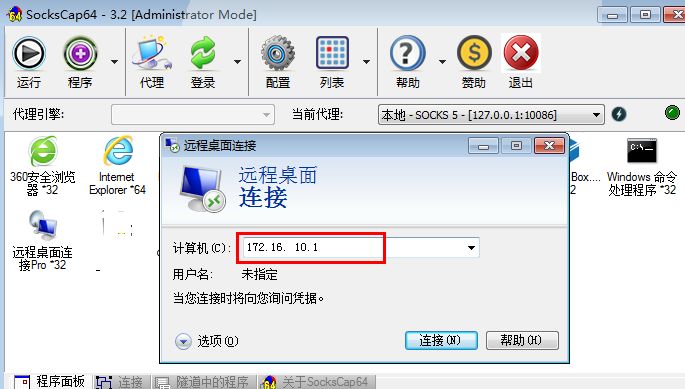 SocksCap64 - 3.2 [Administrator Mode]
运行 程序 代理 登录 配置 列表 帮助 赞助 退出
代理引擎: 当前代理: 本地 - SOCKS 5 - [127.0.0.1:10086]
远程桌面连接
远程桌面
连接
计算机(C): 172.16. 10.1
用户名: 未指定
当您连接时将向您询问凭据。
选项(O) 连接(N) 帮助(H)
360安全浏览
器 *32
Internet
Explorer *64
Box....
Windows 命令
处理程序 *32
远程桌面连
接Pro *32
程序面板 连接 隧道中的程序 关于SocksCap64